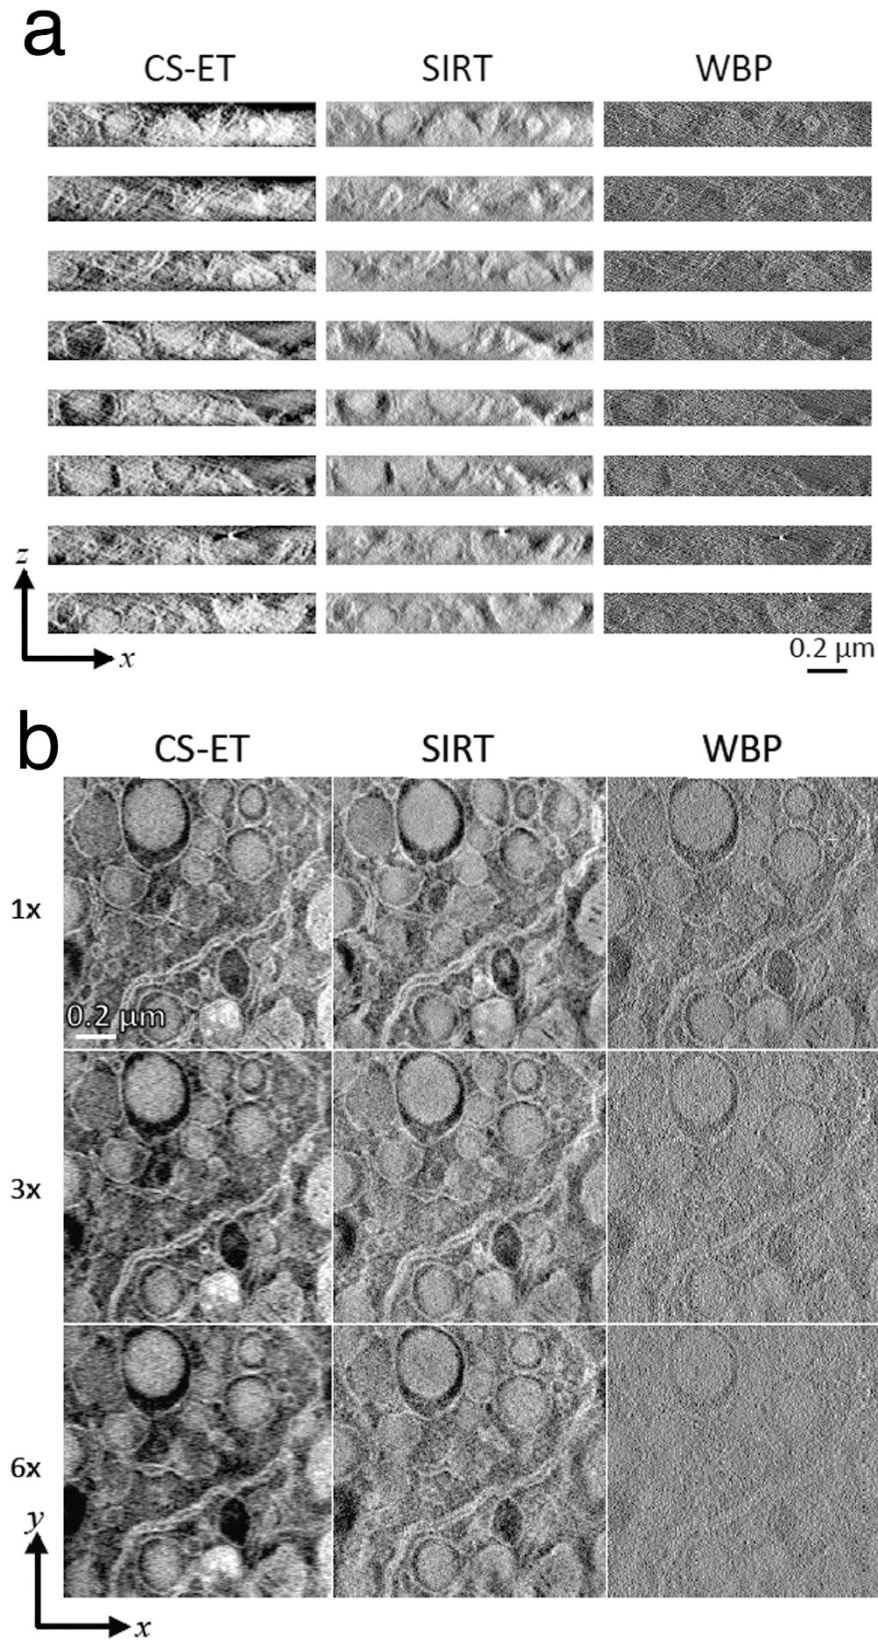 a
CS-ET SIRT WBP
z
x
0.2 µm
b
CS-ET SIRT WBP
1x
0.2 µm
3x
6x
y
x